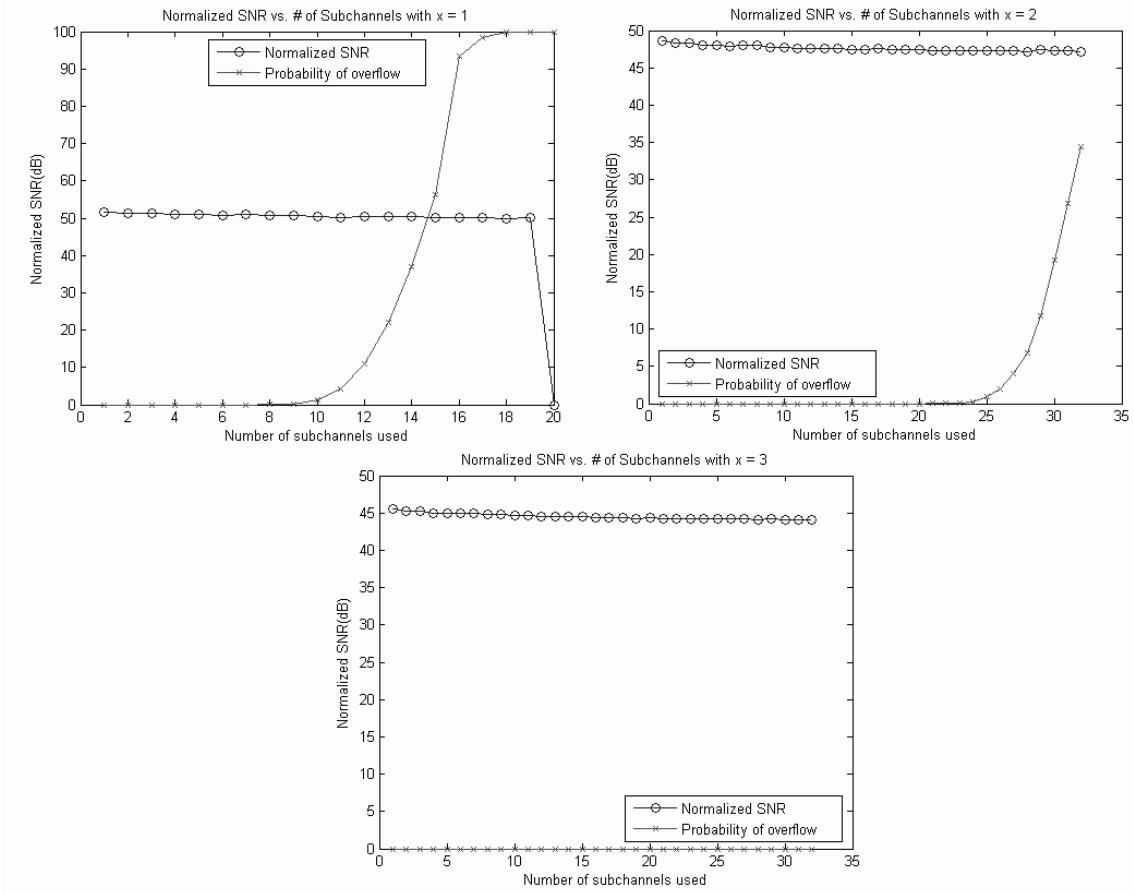 Normalized SNR vs. # of Subchannels with x = 1
Normalized SNR(dB)
100
90
80
70
60
50
40
30
20
10
0
Normalized SNR
Probability of overflow
0 2 4 6 8 10 12 14 16 18 20
Number of subchannels used
Normalized SNR vs. # of Subchannels with x = 2
Normalized SNR(dB)
50
45
40
35
30
25
20
15
10
5
0
Normalized SNR
Probability of overflow
0 5 10 15 20 25 30 35
Number of subchannels used
Normalized SNR vs. # of Subchannels with x = 3
Normalized SNR(dB)
50
45
40
35
30
25
20
15
10
5
0
Normalized SNR
Probability of overflow
0 5 10 15 20 25 30 35
Number of subchannels used